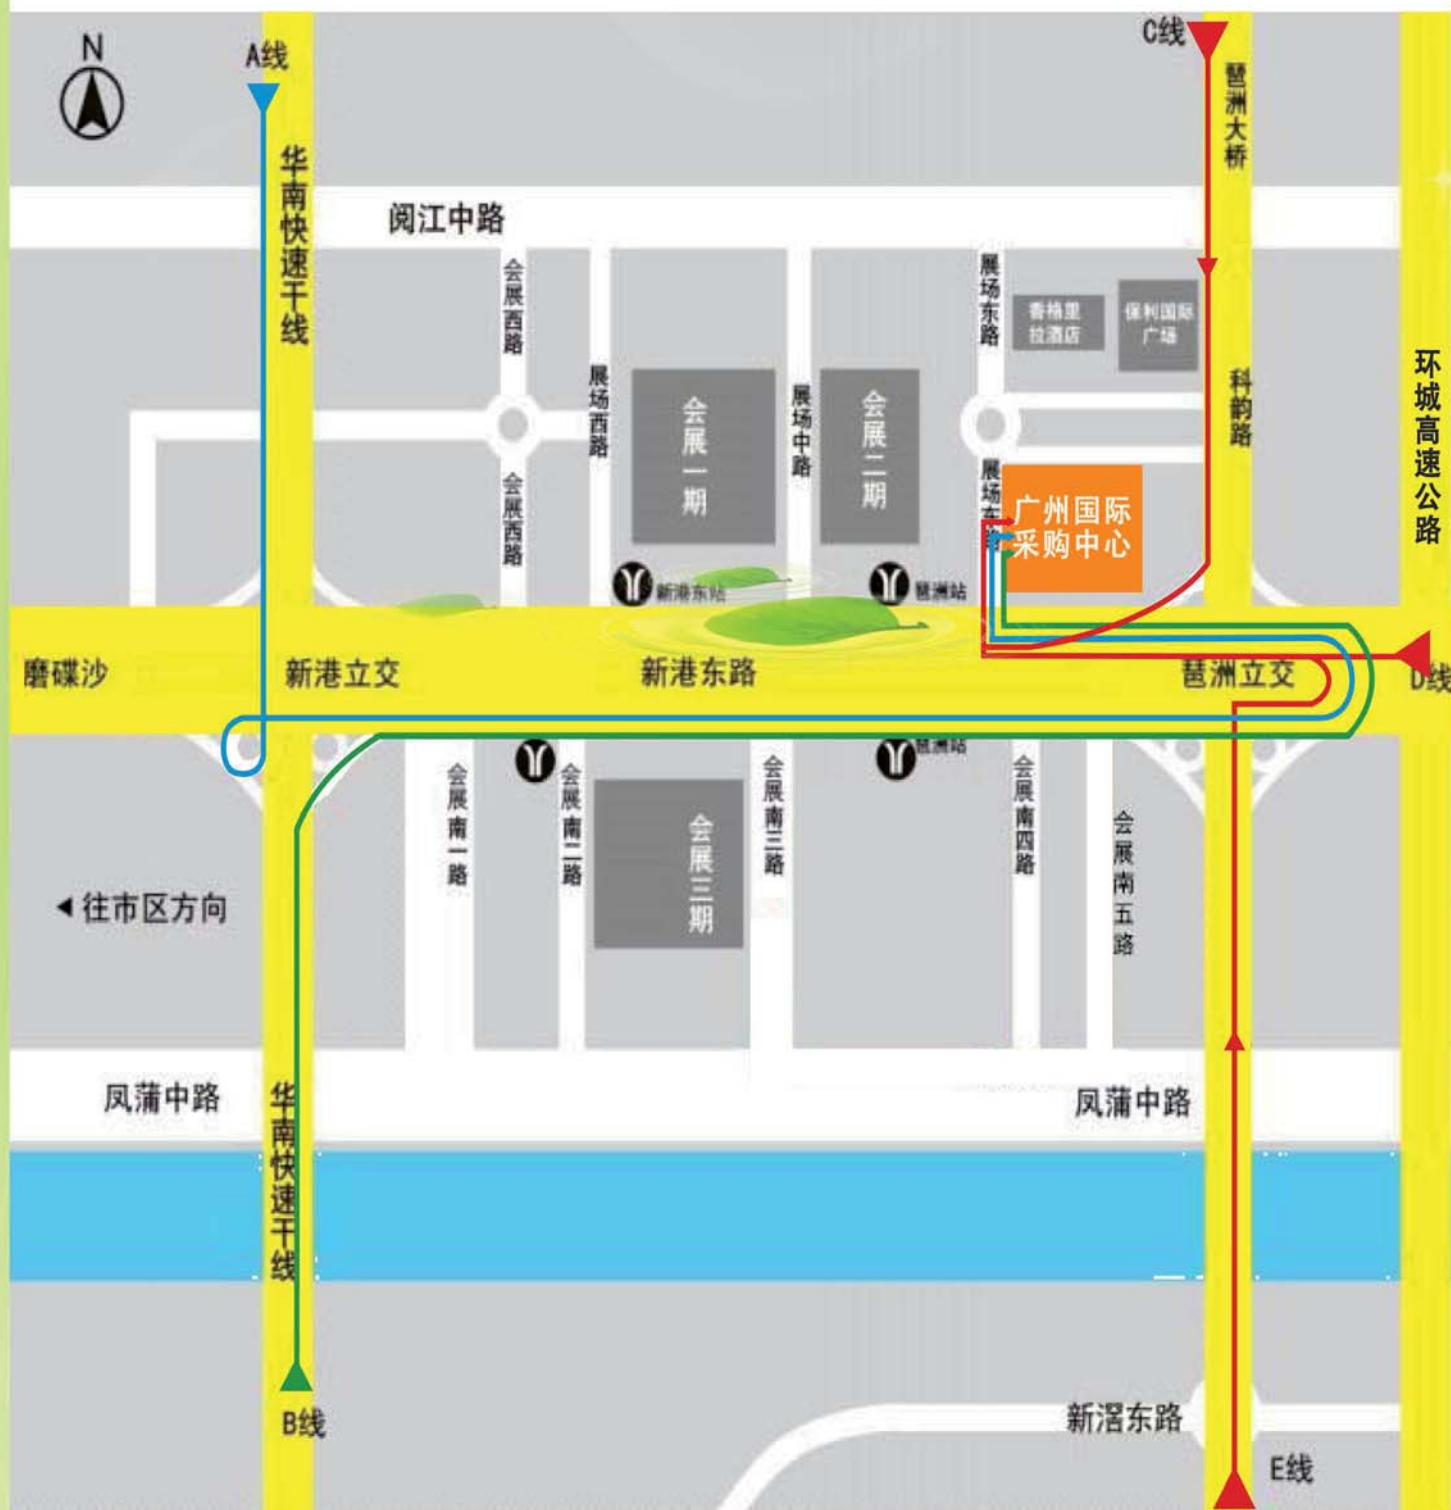 N
A线
C线
琶洲大桥
华南快速干线
阅江中路
会展西路
展场东路
香格里
拉酒店
保利国际
广场
环城高速公路
展场西路
会展一期
展场中路
会展二期
科韵路
会展西路
展场东路
广州国际
采购中心
新港东站
琶洲站
磨碟沙
新港立交
新港东路
琶洲立交
D线
琶洲站
会展南一路
会展南二路
会展三期
会展南三路
会展南四路
会展南五路
往市区方向
凤蒲中路
华南快速干线
凤蒲中路
B线
新滘东路
E线